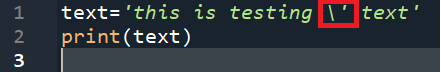 1 text='this is testing \' text'
2 print(text)
3